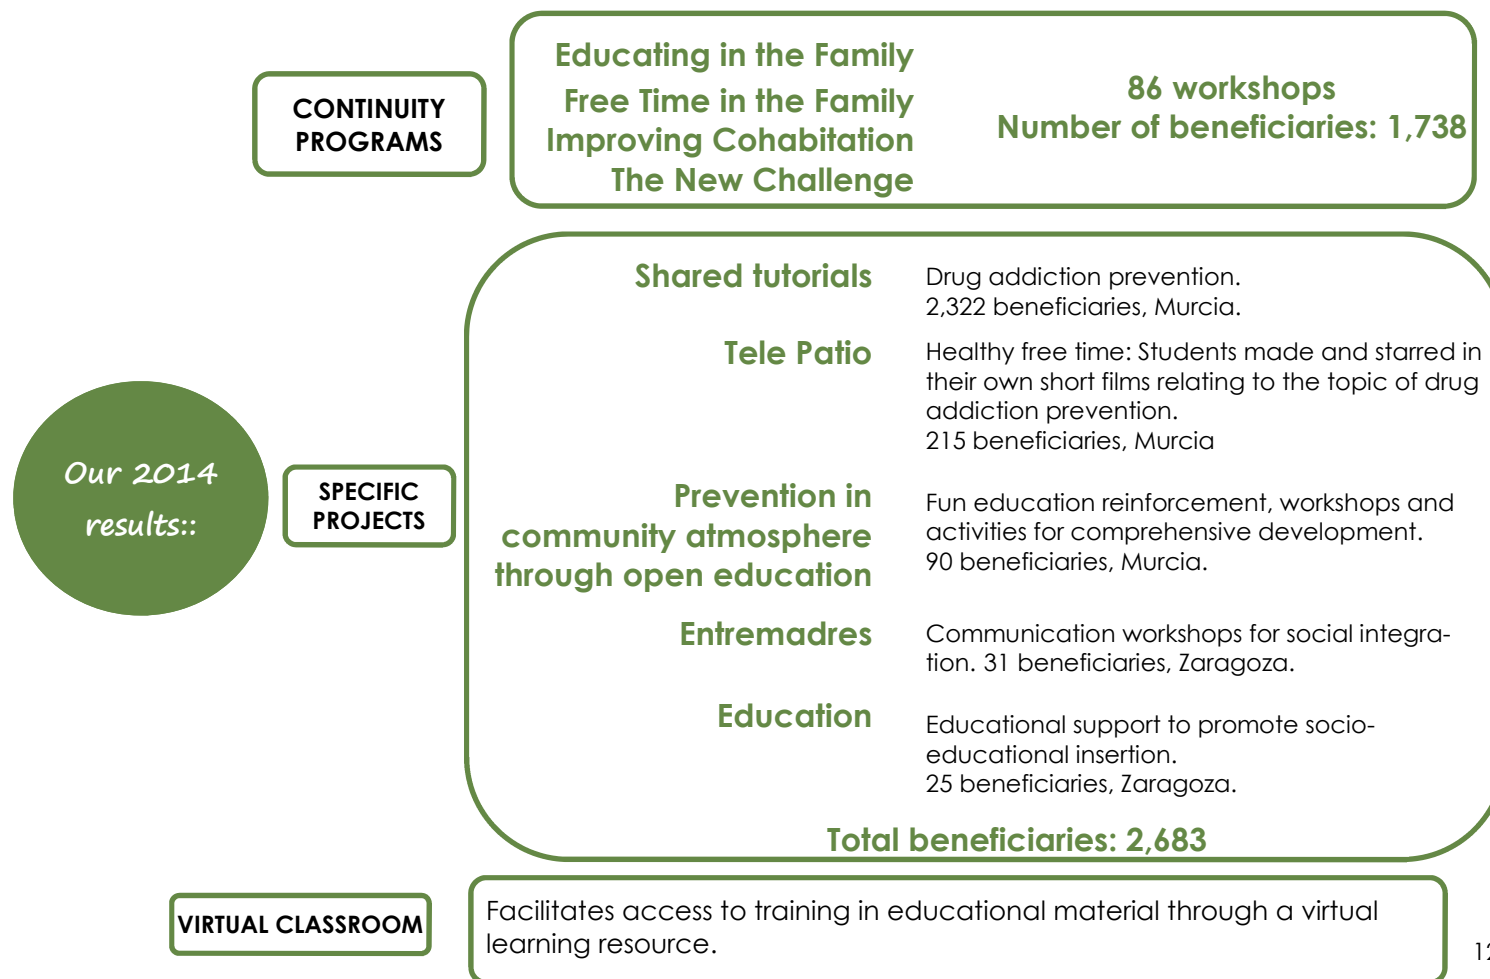 CONTINUITY
PROGRAMS
Educating in the Family
Free Time in the Family
Improving Cohabitation
The New Challenge
86 workshops
Number of beneficiaries: 1,738
Our 2014
results::
SPECIFIC
PROJECTS
Shared tutorials
Drug addiction prevention.
2,322 beneficiaries, Murcia.
Tele Patio
Healthy free time: Students made and starred in
their own short films relating to the topic of drug
addiction prevention.
215 beneficiaries, Murcia
Prevention in
community atmosphere
through open education
Fun education reinforcement, workshops and
activities for comprehensive development.
90 beneficiaries, Murcia.
Entremadres
Communication workshops for social integra-
tion. 31 beneficiaries, Zaragoza.
Education
Educational support to promote socio-
educational insertion.
25 beneficiaries, Zaragoza.
Total beneficiaries: 2,683
VIRTUAL CLASSROOM
Facilitates access to training in educational material through a virtual
learning resource.
12